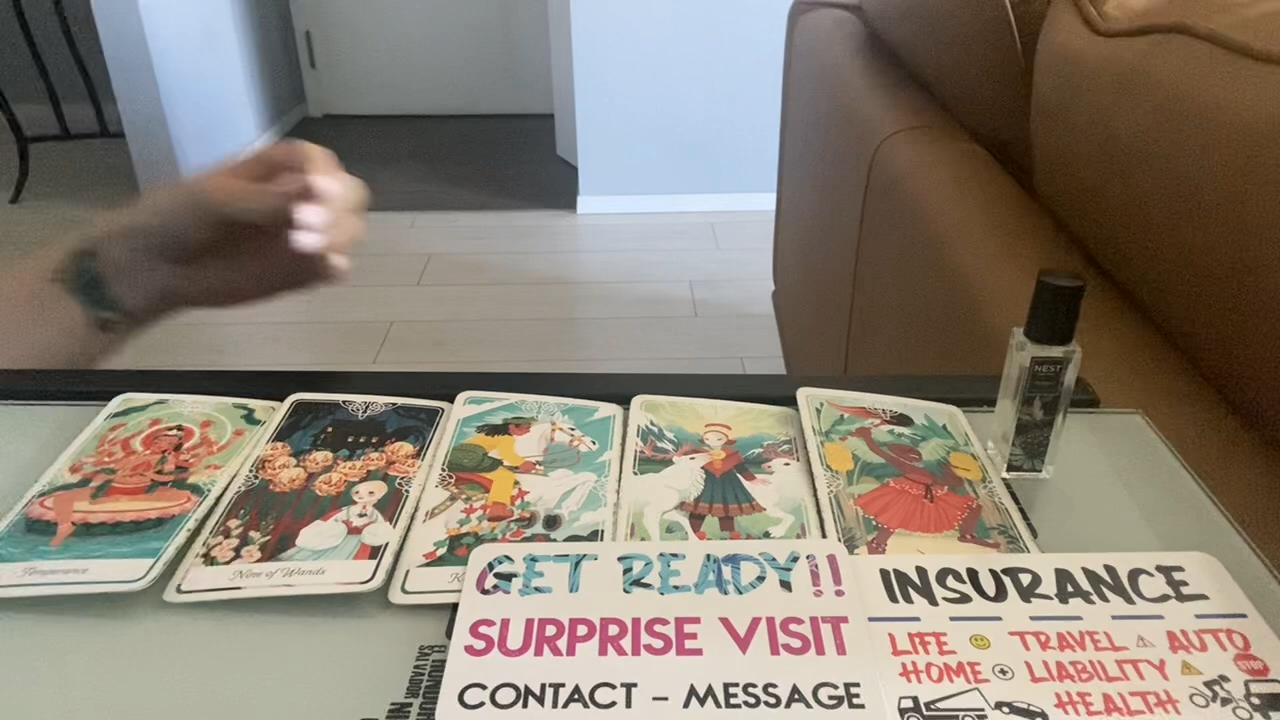 NEST
Temperance
Nine of Wands
K
GET READY!!
SURPRISE VISIT
CONTACT – MESSAGE
INSURANCE
LIFE TRAVEL AUTO
HOME LIABILITY STOP
HEALTH
SALVADOR